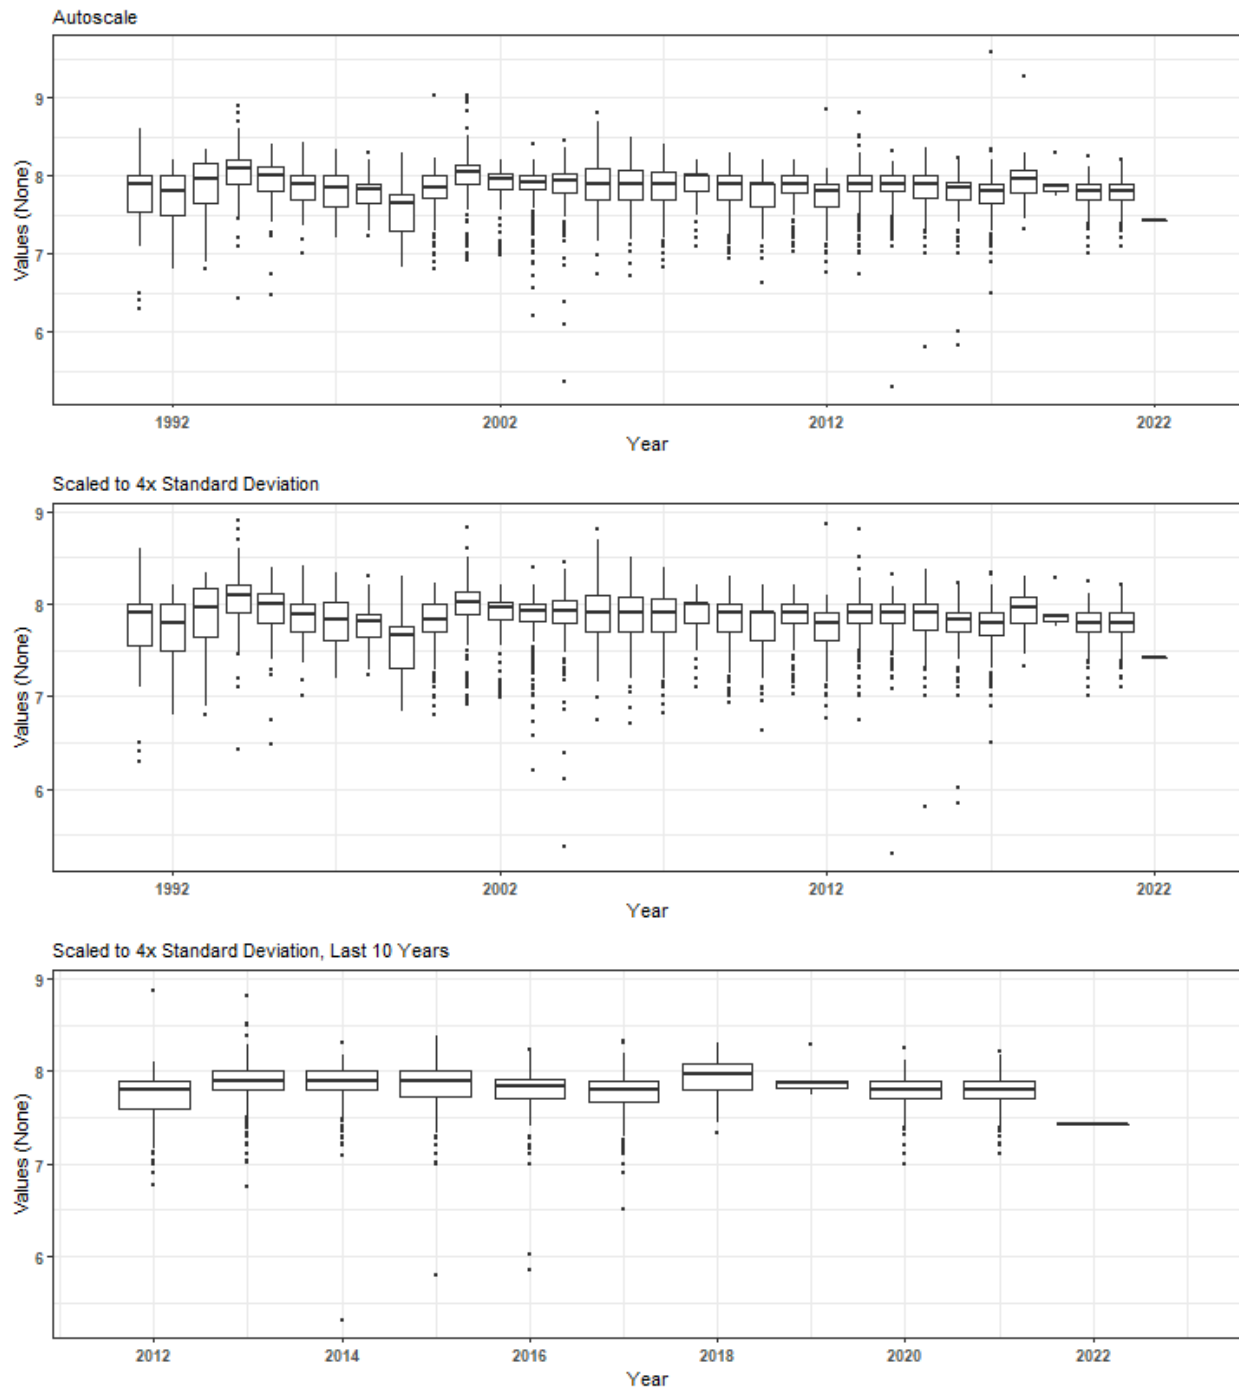 Autoscale
Values (None)
9
8
7
6
1992 2002 2012 2022
Year
Scaled to 4x Standard Deviation
Values (None)
9
8
7
6
1992 2002 2012 2022
Year
Scaled to 4x Standard Deviation, Last 10 Years
Values (None)
9
8
7
6
2012 2014 2016 2018 2020 2022
Year